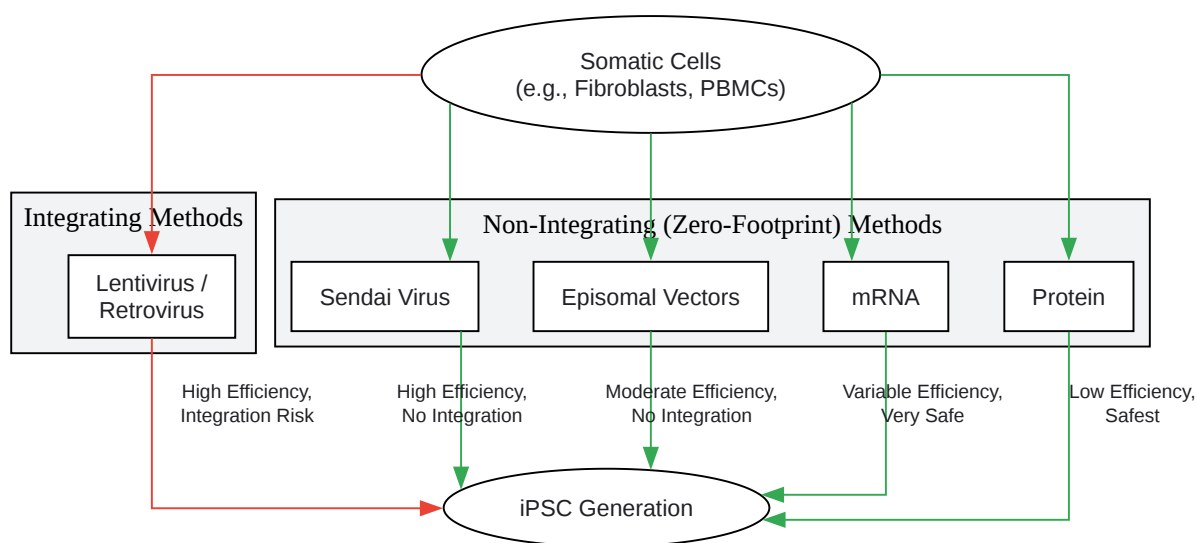 Somatic Cells
(e.g., Fibroblasts, PBMCs)
Integrating Methods
Non-Integrating (Zero-Footprint) Methods
Lentivirus /
Retrovirus
Sendai Virus
Episomal Vectors
mRNA
Protein
High Efficiency,
Integration Risk
High Efficiency,
No Integration
Moderate Efficiency,
No Integration
Variable Efficiency,
Very Safe
Low Efficiency,
Safest
iPSC Generation